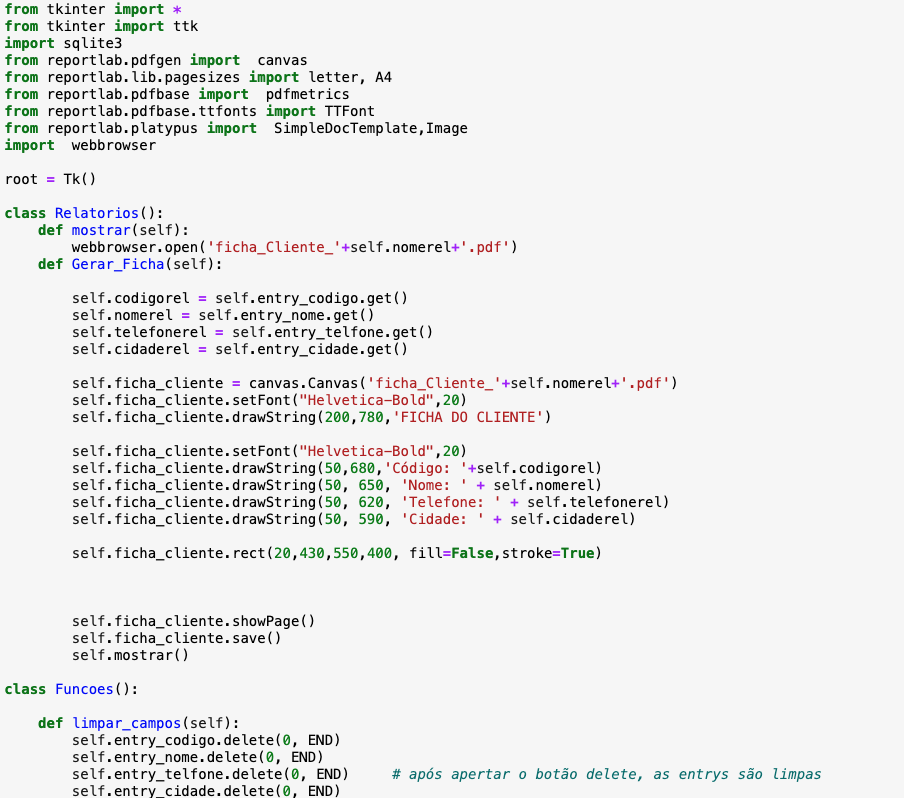 from tkinter import *
from tkinter import ttk
import sqlite3
from reportlab.pdfgen import  canvas
from reportlab.lib.pagesizes import letter, A4
from reportlab.pdfbase import  pdfmetrics
from reportlab.pdfbase.ttfonts import TTFont
from reportlab.platypus import  SimpleDocTemplate,Image
import  webbrowser

root = Tk()

class Relatorios():
    def mostrar(self):
        webbrowser.open('ficha_Cliente_'+self.nomerel+'.pdf')
    def Gerar_Ficha(self):

        self.codigorel = self.entry_codigo.get()
        self.nomerel = self.entry_nome.get()
        self.telefonerel = self.entry_telfone.get()
        self.cidaderel = self.entry_cidade.get()

        self.ficha_cliente = canvas.Canvas('ficha_Cliente_'+self.nomerel+'.pdf')
        self.ficha_cliente.setFont("Helvetica-Bold",20)
        self.ficha_cliente.drawString(200,780,'FICHA DO CLIENTE')

        self.ficha_cliente.setFont("Helvetica-Bold",20)
        self.ficha_cliente.drawString(50,680,'Código: '+self.codigorel)
        self.ficha_cliente.drawString(50, 650, 'Nome: ' + self.nomerel)
        self.ficha_cliente.drawString(50, 620, 'Telefone: ' + self.telefonerel)
        self.ficha_cliente.drawString(50, 590, 'Cidade: ' + self.cidaderel)

        self.ficha_cliente.rect(20,430,550,400, fill=False,stroke=True)

        self.ficha_cliente.showPage()
        self.ficha_cliente.save()
        self.mostrar()

class Funcoes():

    def limpar_campos(self):
        self.entry_codigo.delete(0, END)
        self.entry_nome.delete(0, END)
        self.entry_telfone.delete(0, END)     # após apertar o botão delete, as entrys são limpas
        self.entry_cidade.delete(0, END)